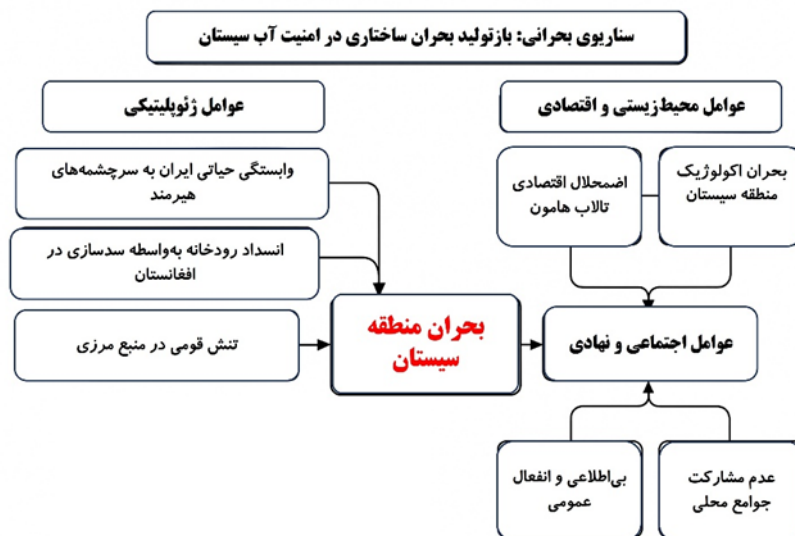 سناریوی بحرانی: بازتولید بحران ساختاری در امنیت آب سیستان
عوامل محیط‌زیستی و اقتصادی
عوامل ژئوپلیتیکی
بحران اکولوژیک
منطقه سیستان
اضمحلال اقتصادی
تالاب هامون
وابستگی حیاتی ایران به سرچشمه‌های
هیرمند
انسداد رودخانه به‌واسطه سدسازی در
افغانستان
تنش قومی در منبع مرزی
بحران منطقه
سیستان
عوامل اجتماعی و نهادی
عدم مشارکت
جوامع محلی
بی‌اطلاعی و انفعال
عمومی